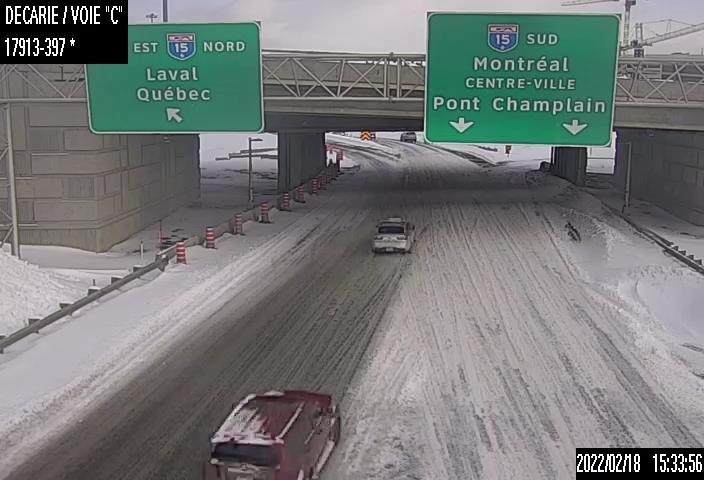 DECARIE / VOIE "C"
17913-397 *
EST 15 NORD
Laval
Québec
15 SUD
Montréal
CENTRE-VILLE
Pont Champlain
2022/02/18 15:33:56